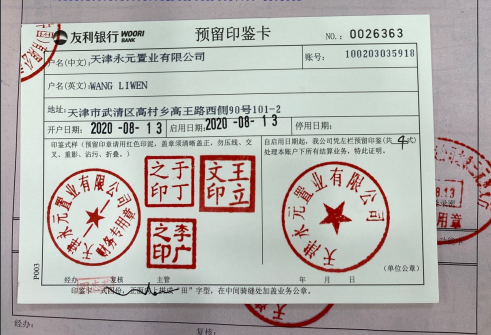 友利银行 WOORI BANK
预留印鉴卡
NO.: 0026363
户名(中文) 天津永元置业有限公司
账号: 100203035918
户名(英文) WANG LIWEN
地址: 天津市武清区高村乡高王路西侧90号101-2
开户日期 2020-08-13 启用日期 2020-08-13 停用日期:
印鉴样式 (预留印章请用红色印泥,盖章须清晰盖正,勿压线、交
叉、重影、沾污、折叠。)
自启用日期起,我公司凭左栏预留印鉴(共 4 式)
处理本账户下所有结算业务,特此证明。
天津永元置业有限公司
财务专用章
于丁之印
王立文印
李广之印
天津永元置业有限公司
(单位公章)
P003
经办 复核 主管
年 月 日
印鉴卡一式四份,正面 拼成"田"字型,在中间骑缝处加盖业务公章。
经办:
复核: